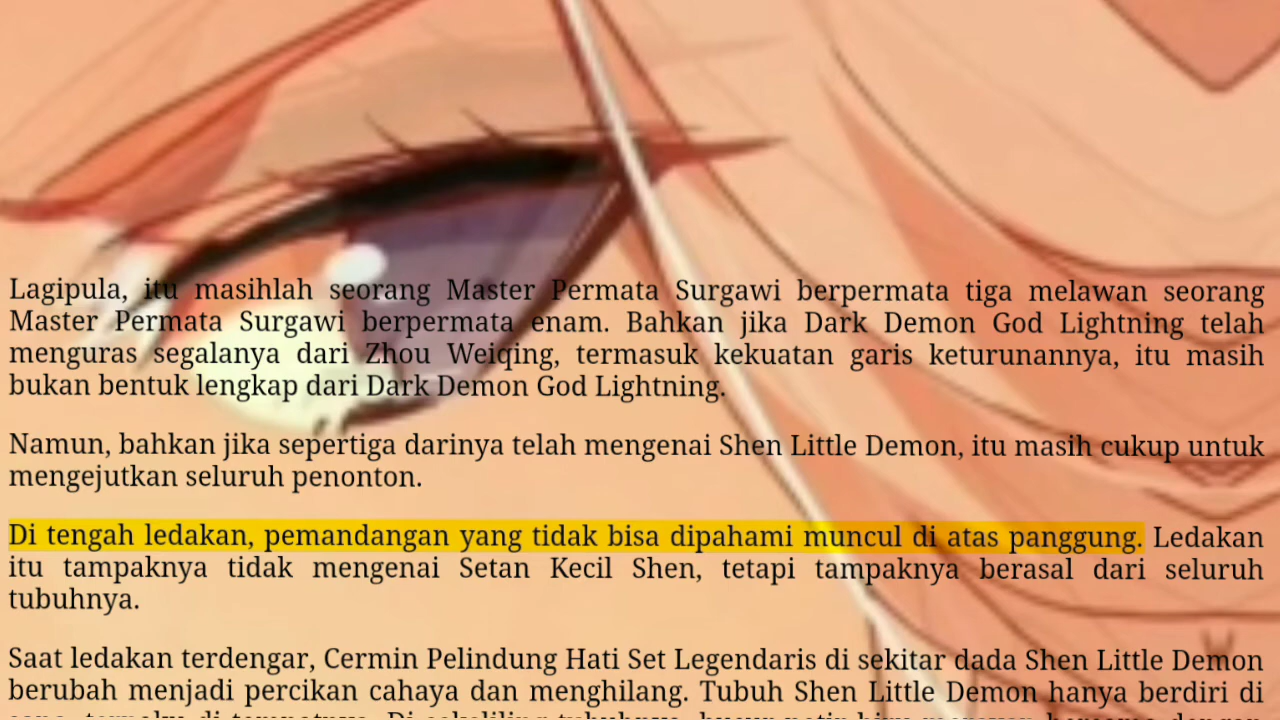 Lagipula, itu masihlah seorang Master Permata Surgawi berpermata tiga melawan seorang
Master Permata Surgawi berpermata enam. Bahkan jika Dark Demon God Lightning telah
menguras segalanya dari Zhou Weiqing, termasuk kekuatan garis keturunannya, itu masih
bukan bentuk lengkap dari Dark Demon God Lightning.
Namun, bahkan jika sepertiga darinya telah mengenai Shen Little Demon, itu masih cukup untuk
mengejutkan seluruh penonton.
Di tengah ledakan, pemandangan yang tidak bisa dipahami muncul di atas panggung. Ledakan
itu tampaknya tidak mengenai Setan Kecil Shen, tetapi tampaknya berasal dari seluruh
tubuhnya.
Saat ledakan terdengar, Cermin Pelindung Hati Set Legendaris di sekitar dada Shen Little Demon
berubah menjadi percikan cahaya dan menghilang. Tubuh Shen Little Demon hanya berdiri di